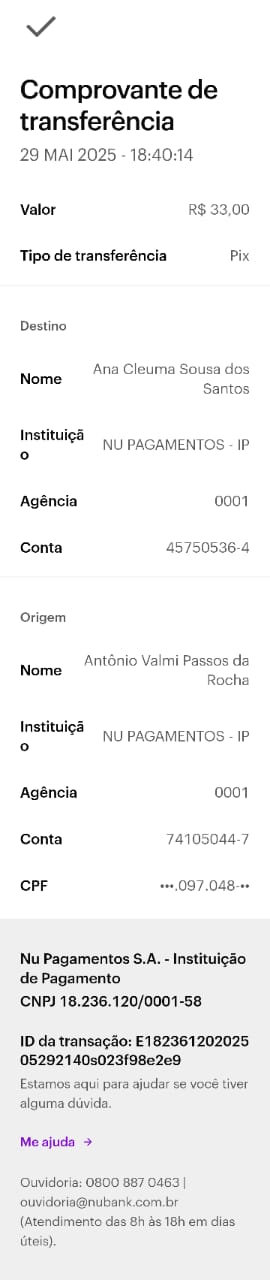 Comprovante de
transferência
29 MAI 2025 - 18:40:14
Valor R$ 33,00
Tipo de transferência Pix
Destino
Nome Ana Cleuma Sousa dos
Santos
Instituiçã
o NU PAGAMENTOS - IP
Agência 0001
Conta 45750536-4
Origem
Nome Antônio Valmi Passos da
Rocha
Instituiçã
o NU PAGAMENTOS - IP
Agência 0001
Conta 74105044-7
CPF •••.097.048-••
Nu Pagamentos S.A. - Instituição
de Pagamento
CNPJ 18.236.120/0001-58
ID da transação: E182361202025
05292140s023f98e2e9
Estamos aqui para ajudar se você tiver
alguma dúvida.
Me ajuda →
Ouvidoria: 0800 887 0463 |
ouvidoria@nubank.com.br
(Atendimento das 8h às 18h em dias
úteis).